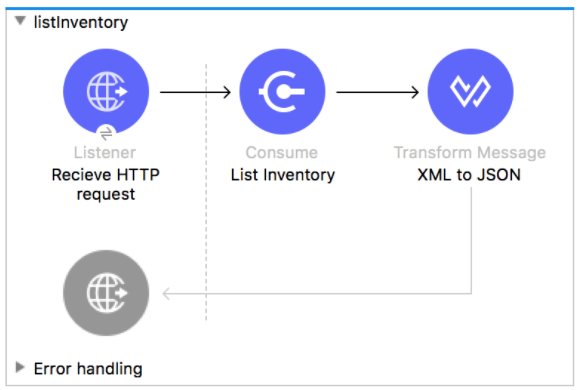 listInventory
Listener
Recieve HTTP
request
Consume
List Inventory
Transform Message
XML to JSON
Error handling